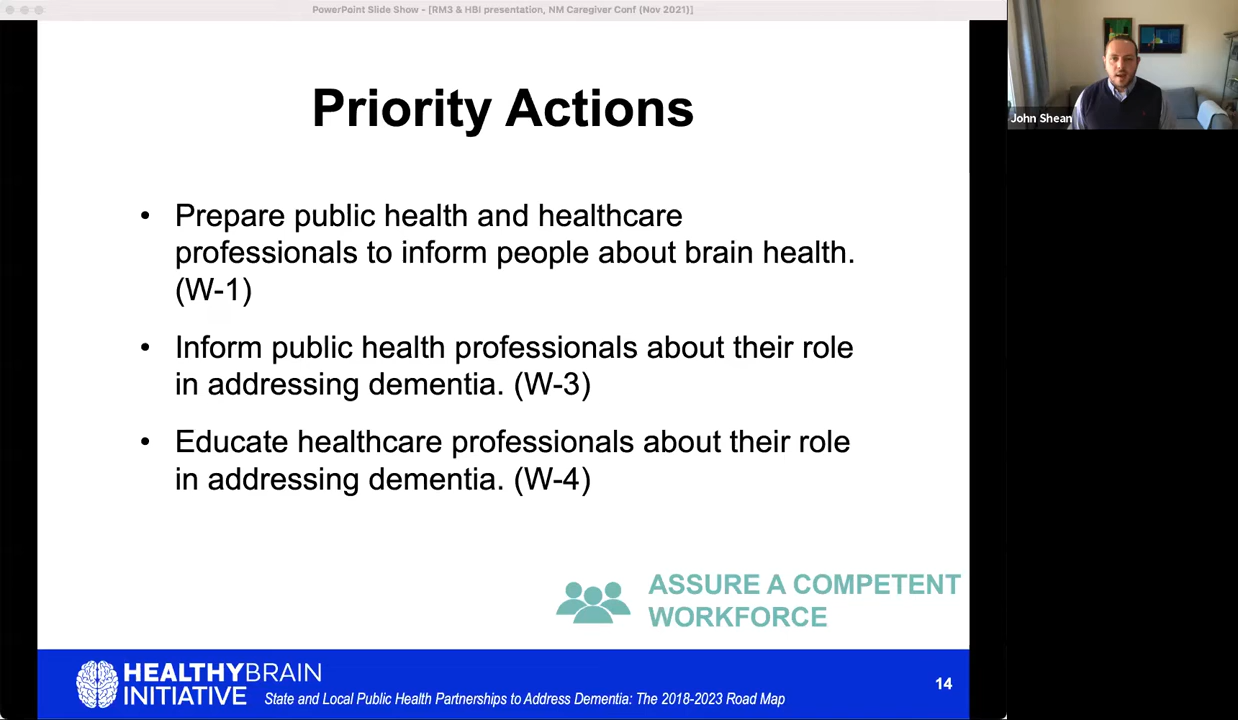 PowerPoint Slide Show - [RM3 & HBI presentation, NM Caregiver Conf (Nov 2021)]
John Shean
Priority Actions
• Prepare public health and healthcare
professionals to inform people about brain health.
(W-1)
• Inform public health professionals about their role
in addressing dementia. (W-3)
• Educate healthcare professionals about their role
in addressing dementia. (W-4)
ASSURE A COMPETENT
WORKFORCE
HEALTHYBRAIN
INITIATIVE
State and Local Public Health Partnerships to Address Dementia: The 2018-2023 Road Map
14